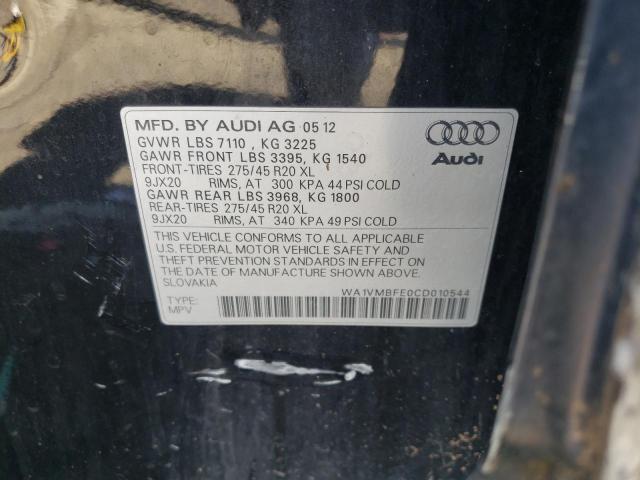 MFD. BY AUDI AG 05 12
GVWR LBS 7110 , KG 3225
GAWR FRONT LBS 3395, KG 1540
FRONT-TIRES 275/45 R20 XL
9JX20 RIMS, AT 300 KPA 44 PSI COLD
GAWR REAR LBS 3968, KG 1800
REAR-TIRES 275/45 R20 XL
9JX20 RIMS, AT 340 KPA 49 PSI COLD
THIS VEHICLE CONFORMS TO ALL APPLICABLE
U.S. FEDERAL MOTOR VEHICLE SAFETY AND
THEFT PREVENTION STANDARDS IN EFFECT ON
THE DATE OF MANUFACTURE SHOWN ABOVE.
SLOVAKIA
WA1VMBFE0CD010544
TYPE:
MPV
Audi